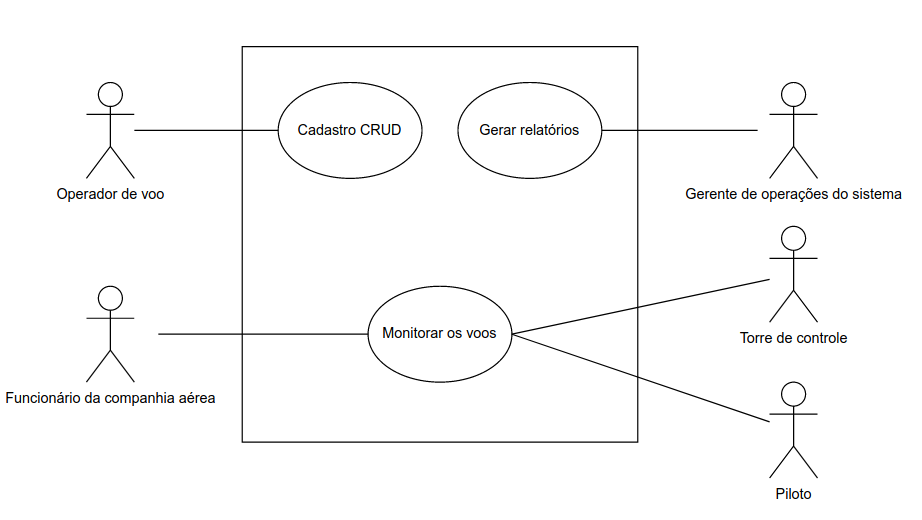 Cadastro CRUD
Gerar relatórios
Operador de voo
Gerente de operações do sistema
Monitorar os voos
Torre de controle
Funcionário da companhia aérea
Piloto